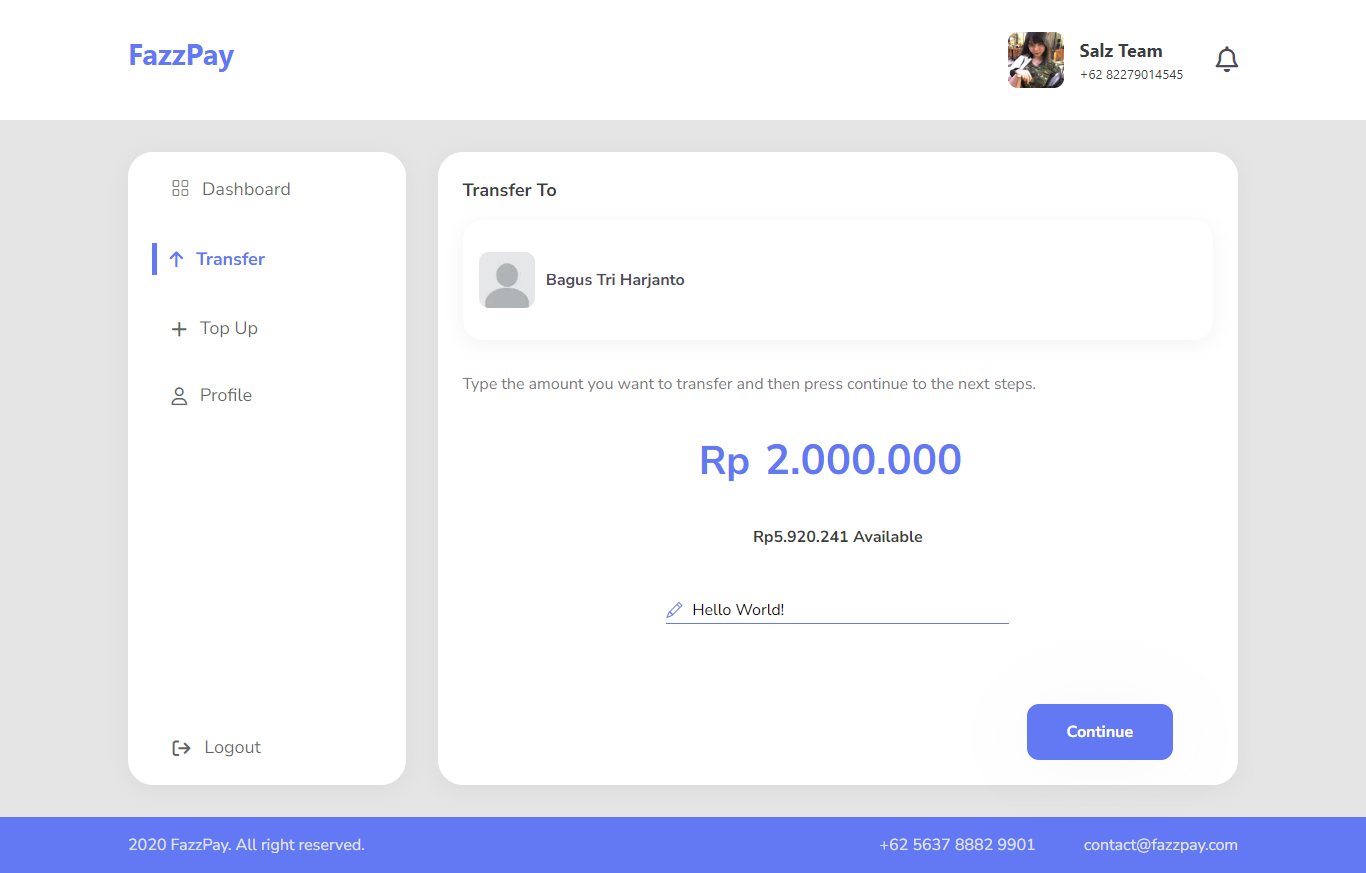 FazzPay
Salz Team
+62 82279014545
Dashboard
Transfer
Top Up
Profile
Logout
Transfer To
Bagus Tri Harjanto
Type the amount you want to transfer and then press continue to the next steps.
Rp 2.000.000
Rp5.920.241 Available
Hello World!
Continue
2020 FazzPay. All right reserved.
+62 5637 8882 9901
contact@fazzpay.com